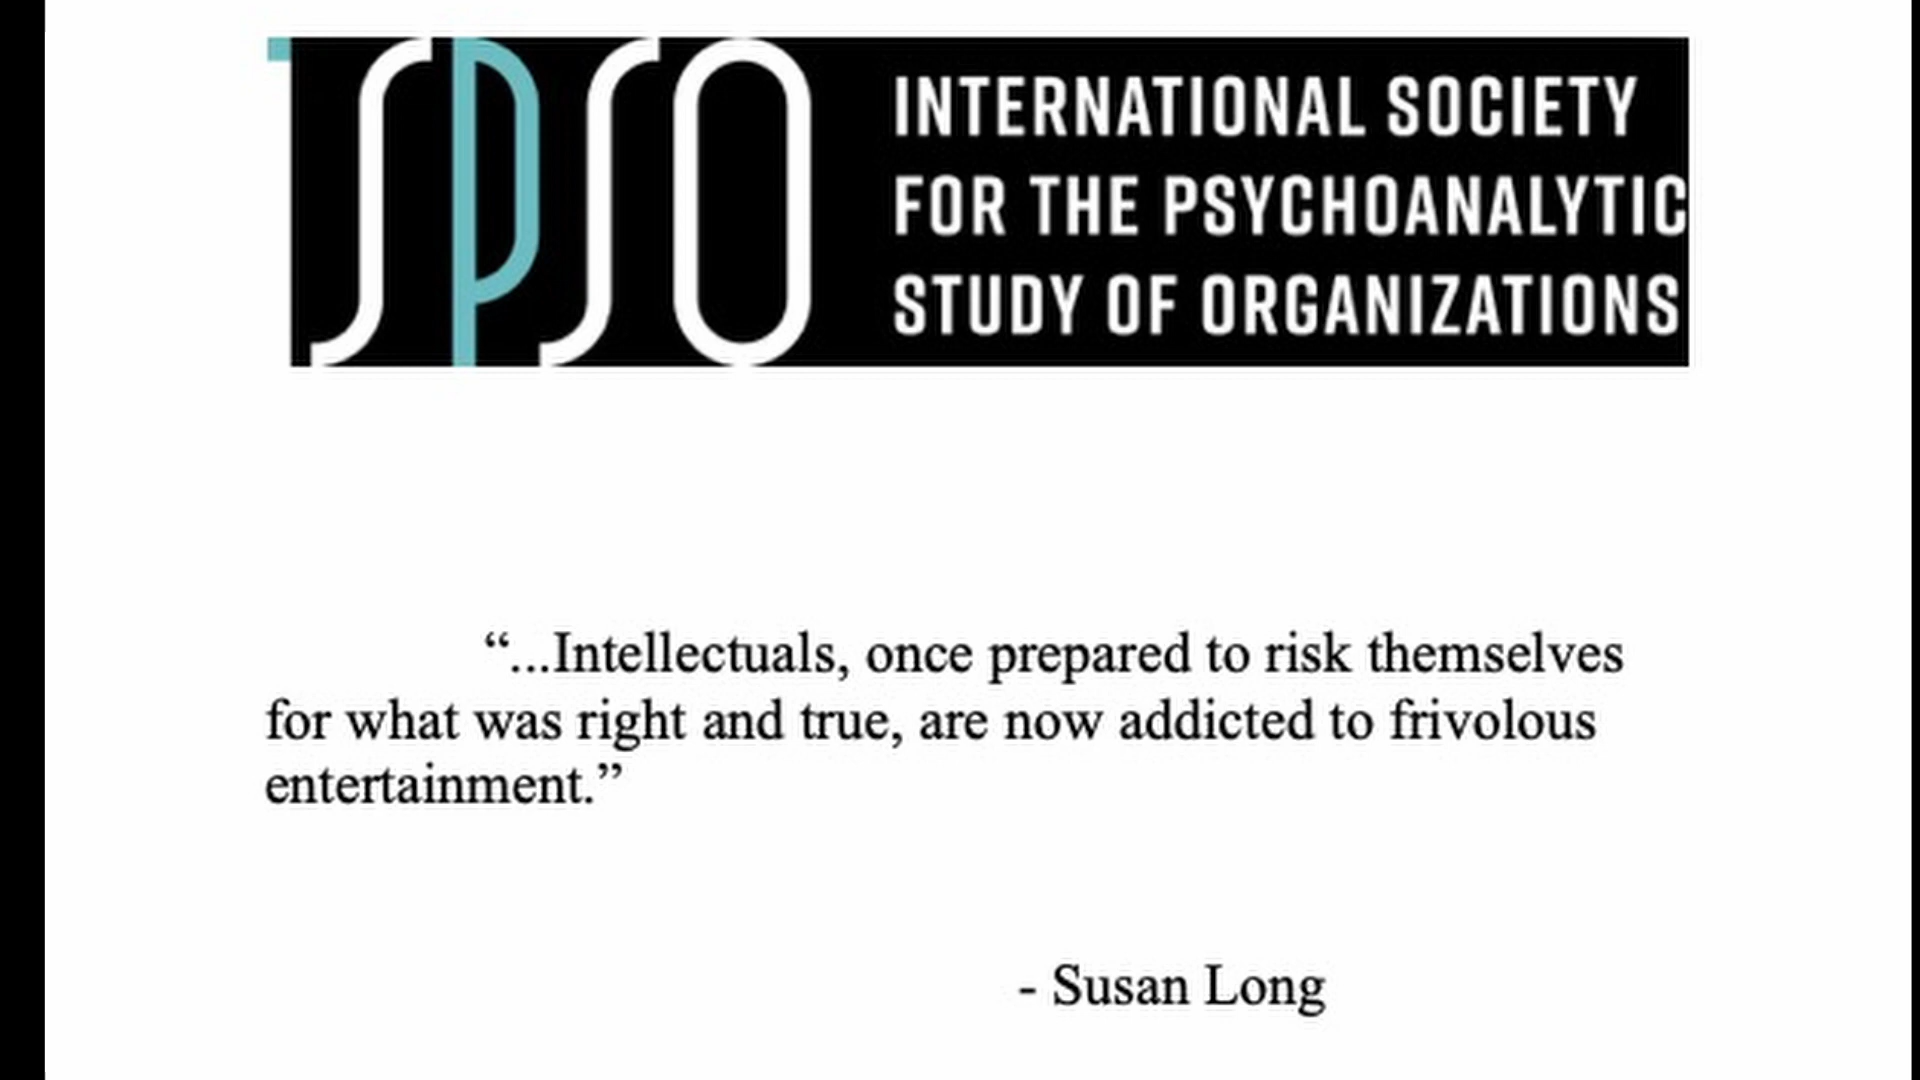 ISPSO
INTERNATIONAL SOCIETY
FOR THE PSYCHOANALYTIC
STUDY OF ORGANIZATIONS
“...Intellectuals, once prepared to risk themselves
for what was right and true, are now addicted to frivolous
entertainment.”
- Susan Long